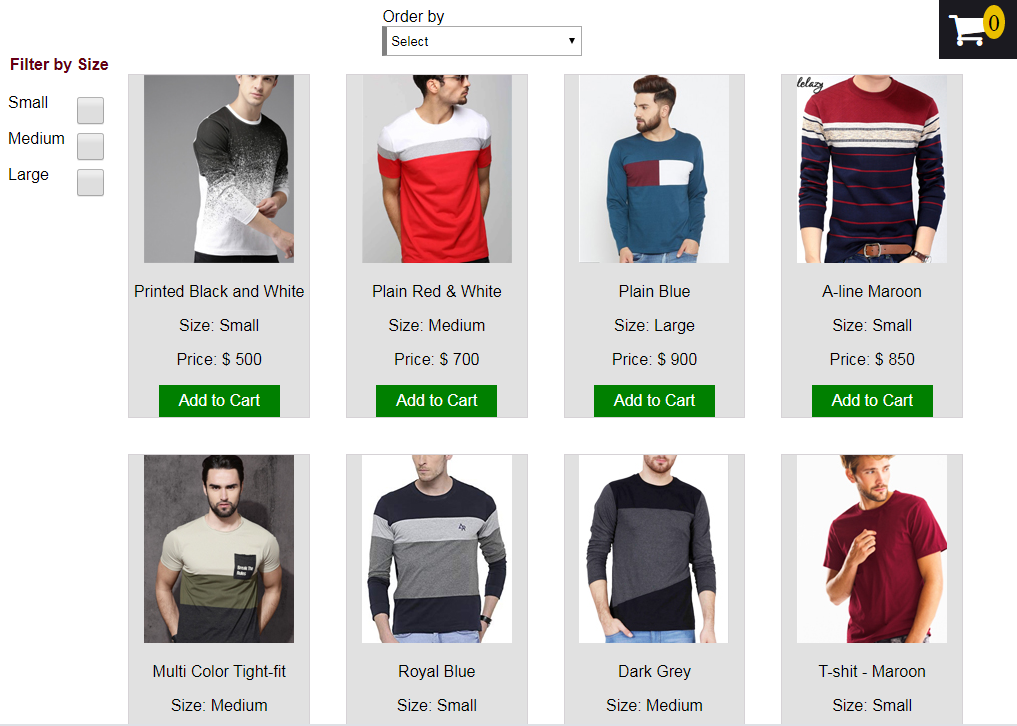 Order by
Select
0
Filter by Size
Small
Medium
Large
lelazy
Printed Black and White
Size: Small
Price: $ 500
Add to Cart
Plain Red & White
Size: Medium
Price: $ 700
Add to Cart
Plain Blue
Size: Large
Price: $ 900
Add to Cart
A-line Maroon
Size: Small
Price: $ 850
Add to Cart
Break The
Rules
Multi Color Tight-fit
Size: Medium
Royal Blue
Size: Small
Dark Grey
Size: Medium
T-shit - Maroon
Size: Small